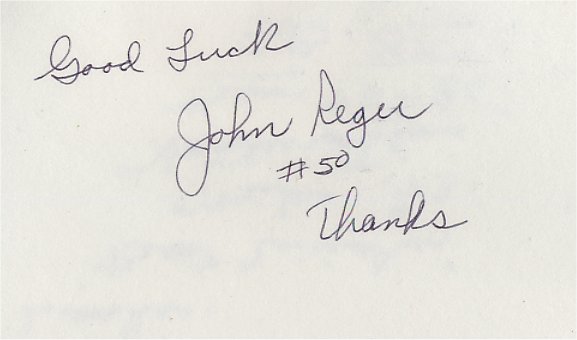 Good Luck
John Reger
#50
Thanks